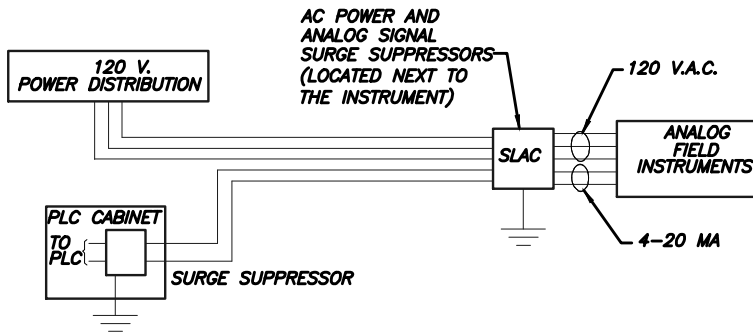 AC POWER AND
ANALOG SIGNAL
SURGE SUPPRESSORS
(LOCATED NEXT TO
THE INSTRUMENT)
120 V.
POWER DISTRIBUTION
120 V.A.C.
SLAC
ANALOG
FIELD
INSTRUMENTS
PLC CABINET
TO
PLC
SURGE SUPPRESSOR
4-20 MA